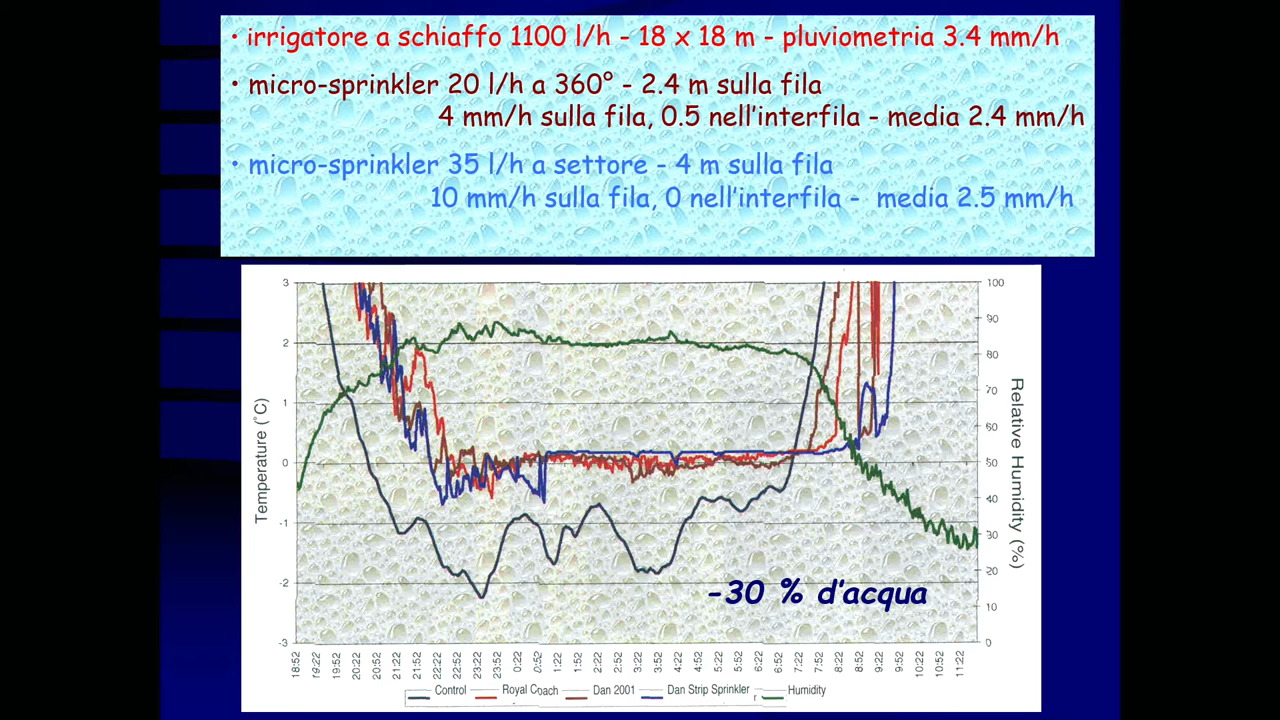 • irrigatore a schiaffo 1100 l/h - 18 x 18 m - pluviometria 3.4 mm/h
• micro-sprinkler 20 l/h a 360° - 2.4 m sulla fila
4 mm/h sulla fila, 0.5 nell'interfila - media 2.4 mm/h
• micro-sprinkler 35 l/h a settore - 4 m sulla fila
10 mm/h sulla fila, 0 nell'interfila - media 2.5 mm/h
3
2
1
0
-1
-2
-3
Temperature (°C)
100
90
80
70
60
50
40
30
20
10
0
Relative Humidity (%)
-30 % d'acqua
18:52 19:22 19:52 20:22 20:52 21:22 21:52 22:22 22:52 23:22 23:52 0:22 0:52 1:22 1:52 2:22 2:52 3:22 3:52 4:22 4:52 5:22 5:52 6:22 6:52 7:22 7:52 8:22 8:52 9:22 9:52 10:22 10:52 11:22
Control Royal Coach Dan 2001 Dan Strip Sprinkler Humidity